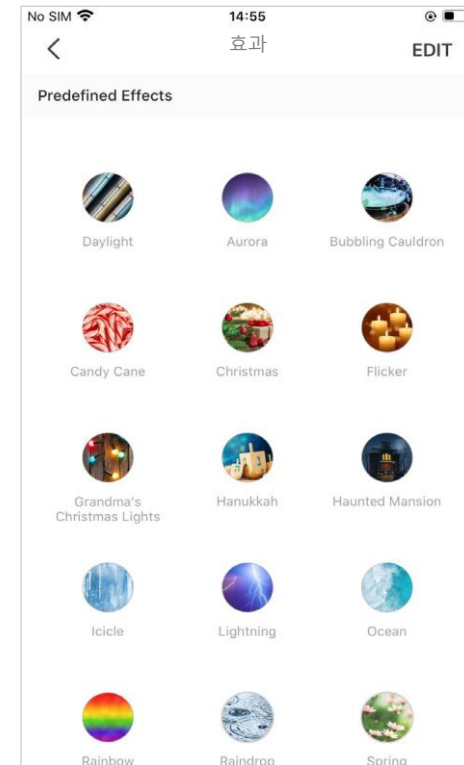 No SIM 14:55
효과 EDIT
Predefined Effects
Daylight Aurora Bubbling Cauldron
Candy Cane Christmas Flicker
Grandma's Hanukkah Haunted Mansion
Christmas Lights
Icicle Lightning Ocean
Rainbow Raindrop Spring